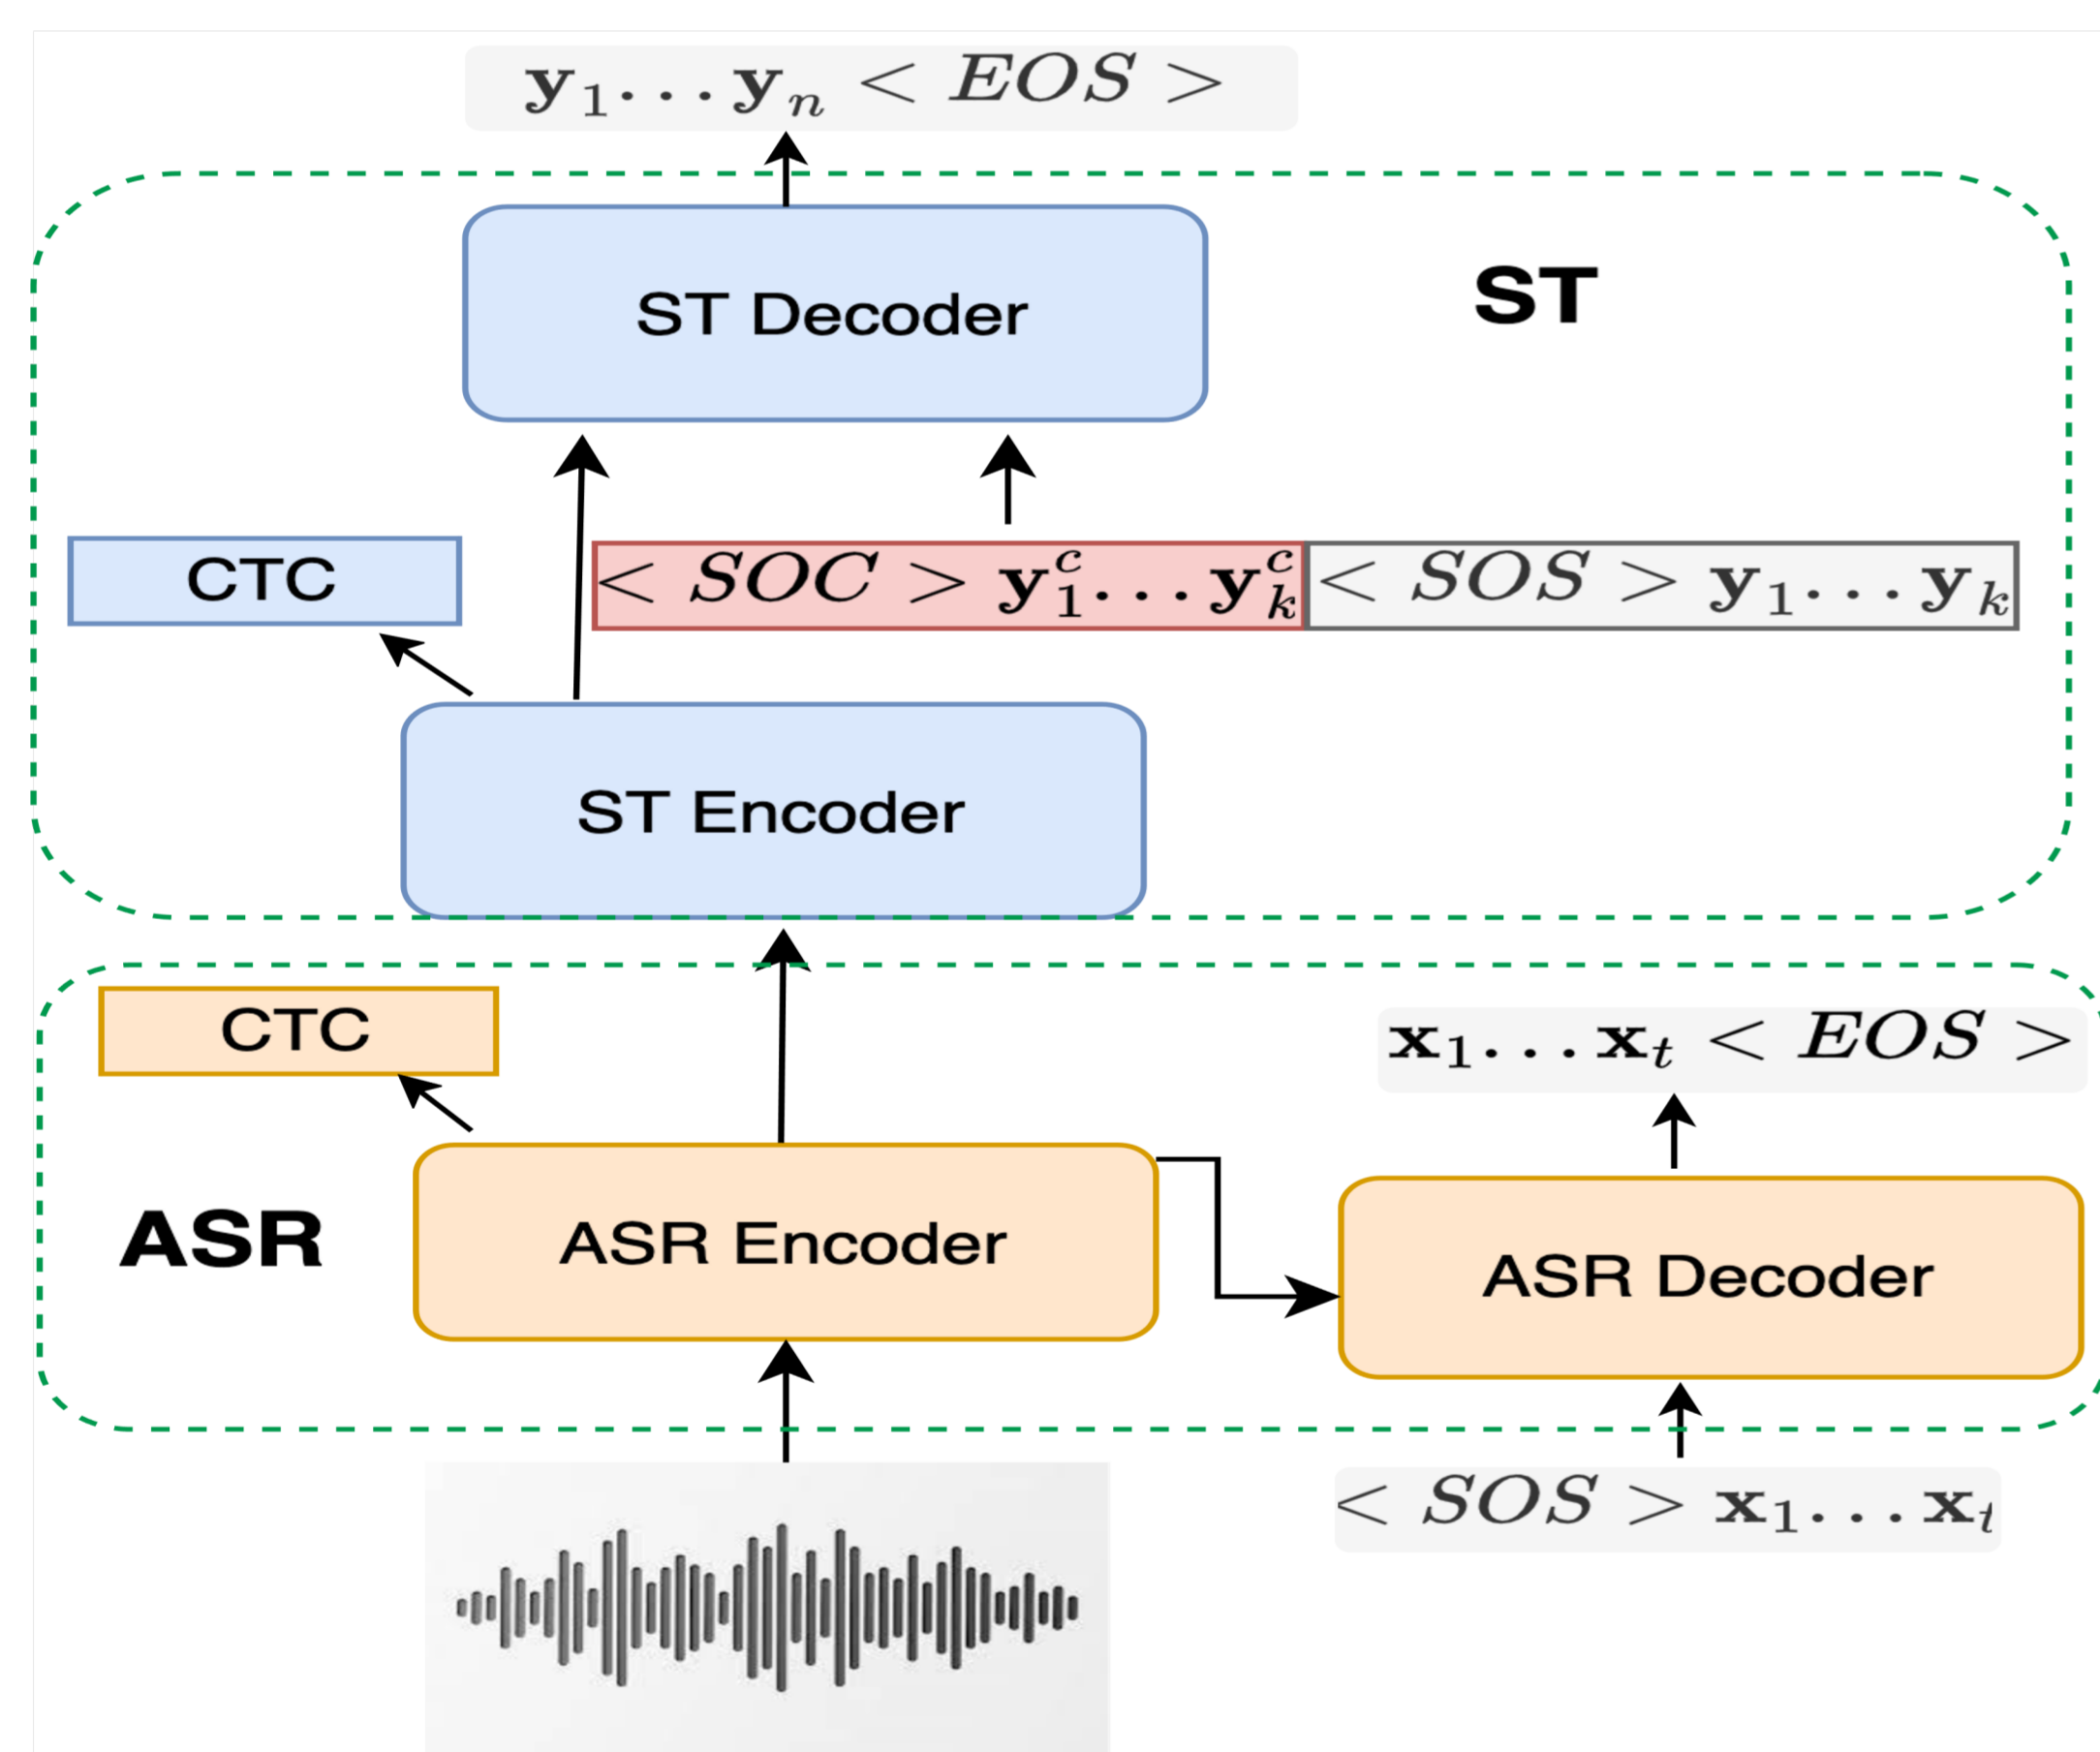 y₁...yₙ < EOS >
ST Decoder
ST
CTC
< SOC > y₁ᶜ...yₖᶜ < SOS > y₁...yₖ
ST Encoder
CTC
x₁...xₜ < EOS >
ASR
ASR Encoder
ASR Decoder
< SOS > x₁...xₜ